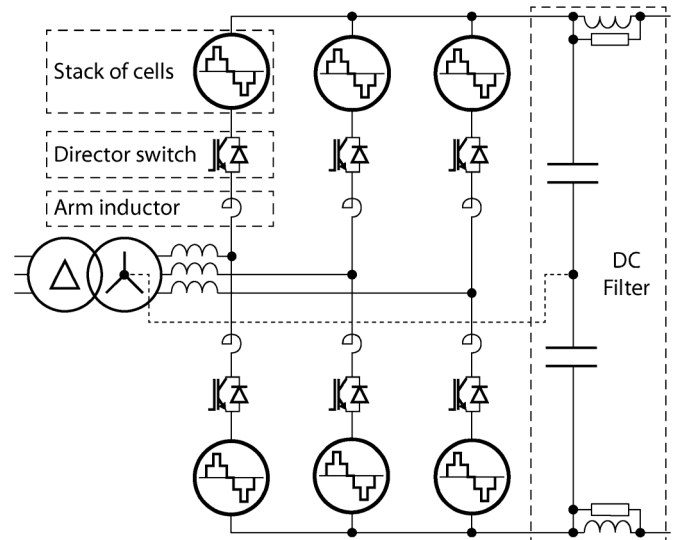 Stack of cells
Director switch
Arm inductor
DC
Filter